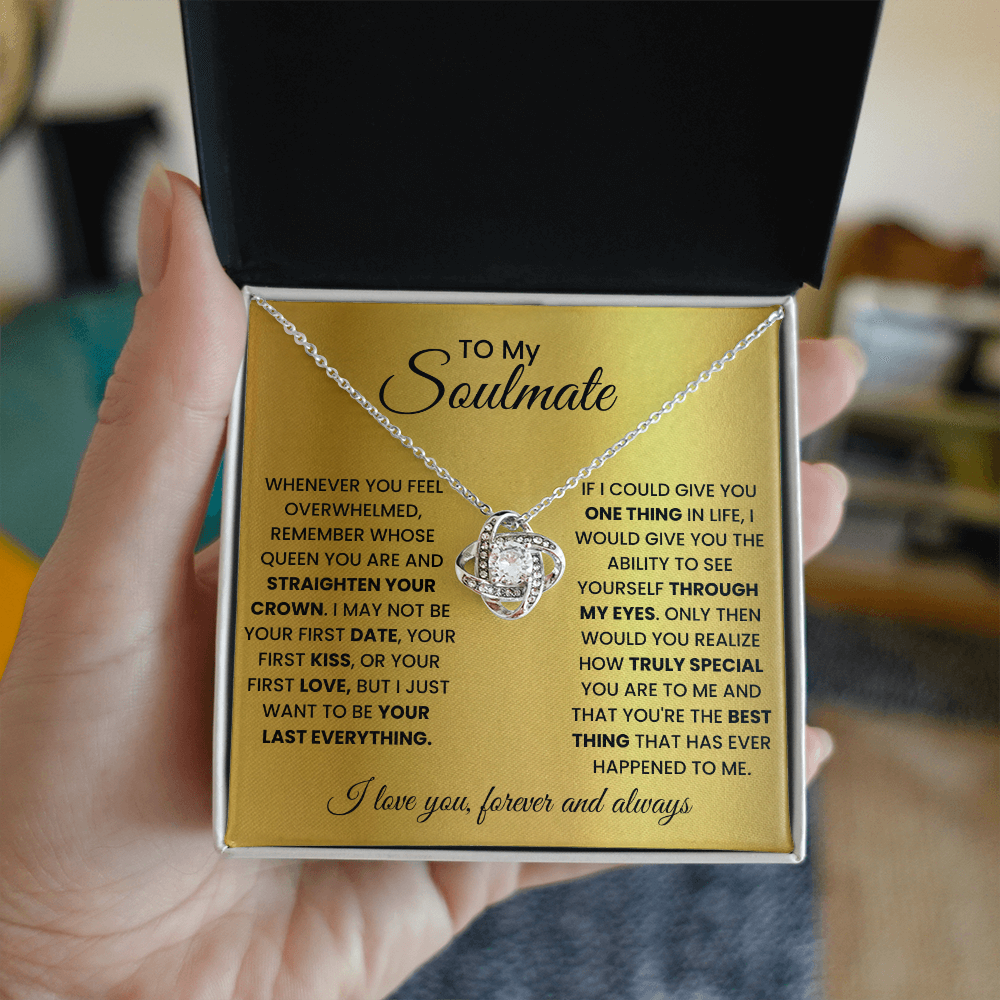 TO My
Soulmate
WHENEVER YOU FEEL
OVERWHELMED,
REMEMBER WHOSE
QUEEN YOU ARE AND
STRAIGHTEN YOUR
CROWN. I MAY NOT BE
YOUR FIRST DATE, YOUR
FIRST KISS, OR YOUR
FIRST LOVE, BUT I JUST
WANT TO BE YOUR
LAST EVERYTHING.
IF I COULD GIVE YOU
ONE THING IN LIFE, I
WOULD GIVE YOU THE
ABILITY TO SEE
YOURSELF THROUGH
MY EYES. ONLY THEN
WOULD YOU REALIZE
HOW TRULY SPECIAL
YOU ARE TO ME AND
THAT YOU'RE THE BEST
THING THAT HAS EVER
HAPPENED TO ME.
I love you, forever and always